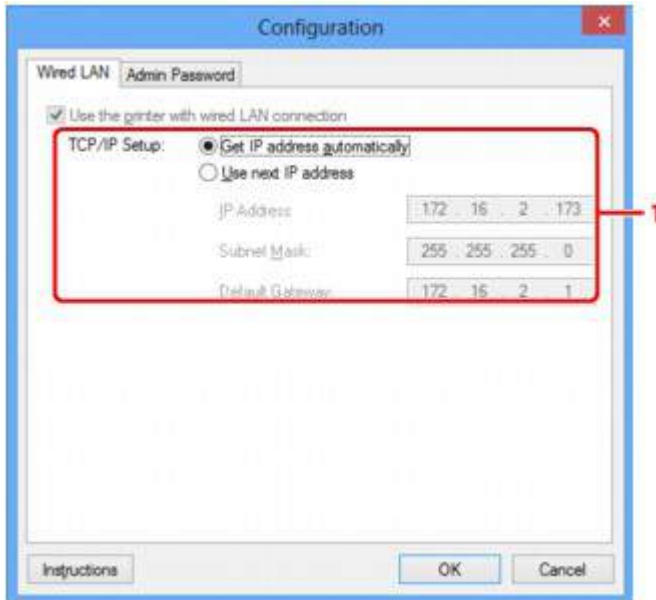 Configuration
Wired LAN Admin Password
Use the printer with wired LAN connection
TCP/IP Setup: Get IP address automatically
Use next IP address
IP Address: 172 . 16 . 2 . 173
1
Subnet Mask: 255 . 255 . 255 . 0
Default Gateway: 172 . 16 . 2 . 1
Instructions OK Cancel